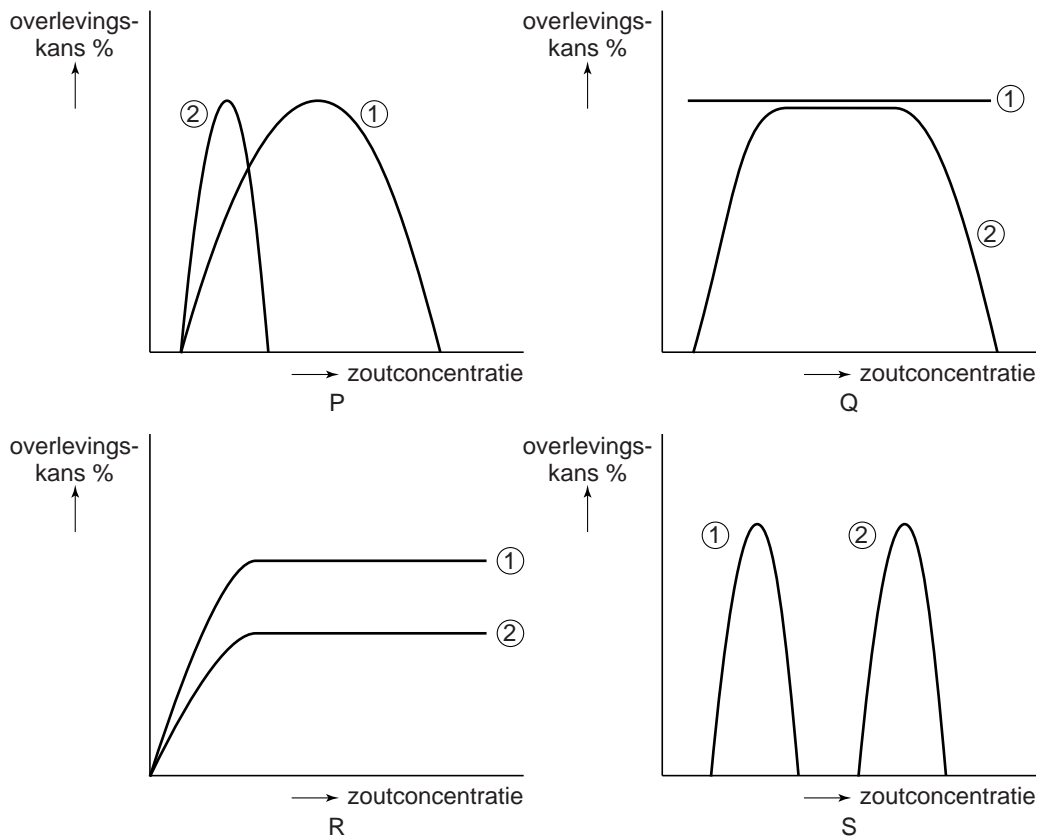 overlevings-
kans %
②
①
zoutconcentratie
P
overlevings-
kans %
①
②
zoutconcentratie
Q
overlevings-
kans %
①
②
zoutconcentratie
R
overlevings-
kans %
①
②
zoutconcentratie
S